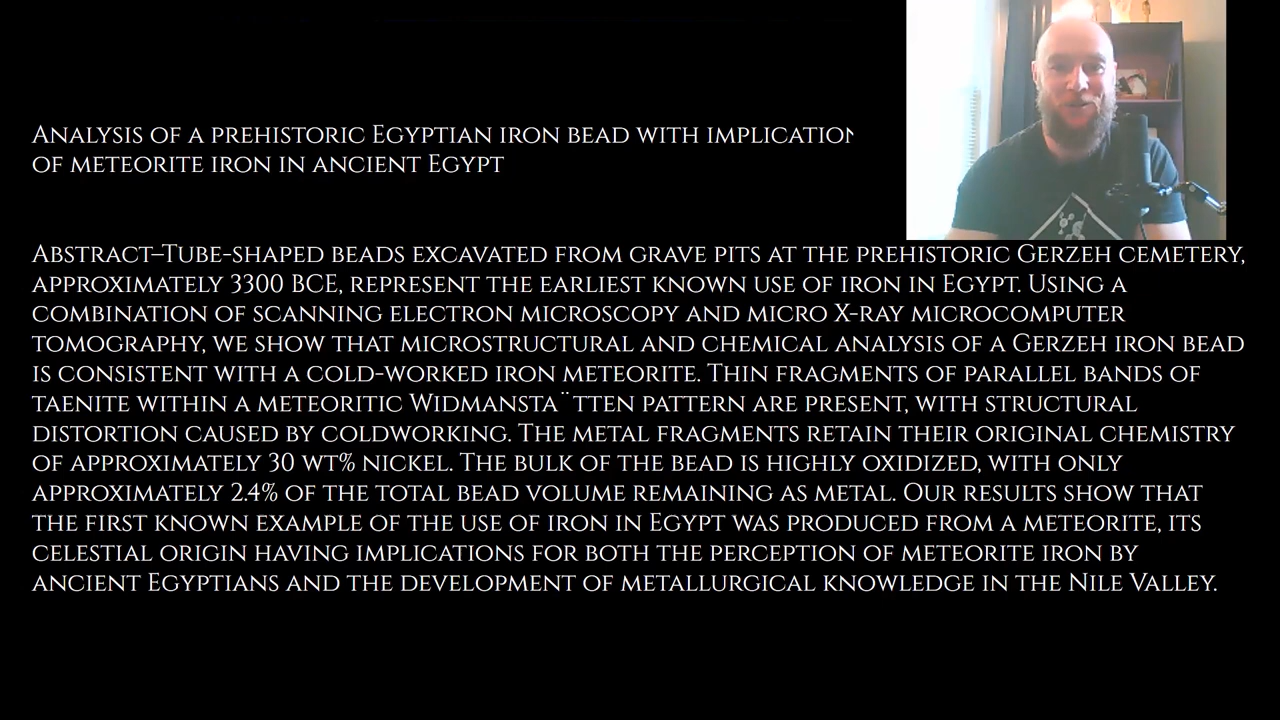 Analysis of a prehistoric Egyptian iron bead with implication
of meteorite iron in ancient Egypt
Abstract–Tube-shaped beads excavated from grave pits at the prehistoric Gerzeh cemetery,
approximately 3300 BCE, represent the earliest known use of iron in Egypt. Using a
combination of scanning electron microscopy and micro X-ray microcomputer
tomography, we show that microstructural and chemical analysis of a Gerzeh iron bead
is consistent with a cold-worked iron meteorite. Thin fragments of parallel bands of
taenite within a meteoritic Widmansta¨tten pattern are present, with structural
distortion caused by coldworking. The metal fragments retain their original chemistry
of approximately 30 wt% nickel. The bulk of the bead is highly oxidized, with only
approximately 2.4% of the total bead volume remaining as metal. Our results show that
the first known example of the use of iron in Egypt was produced from a meteorite, its
celestial origin having implications for both the perception of meteorite iron by
ancient Egyptians and the development of metallurgical knowledge in the Nile Valley.